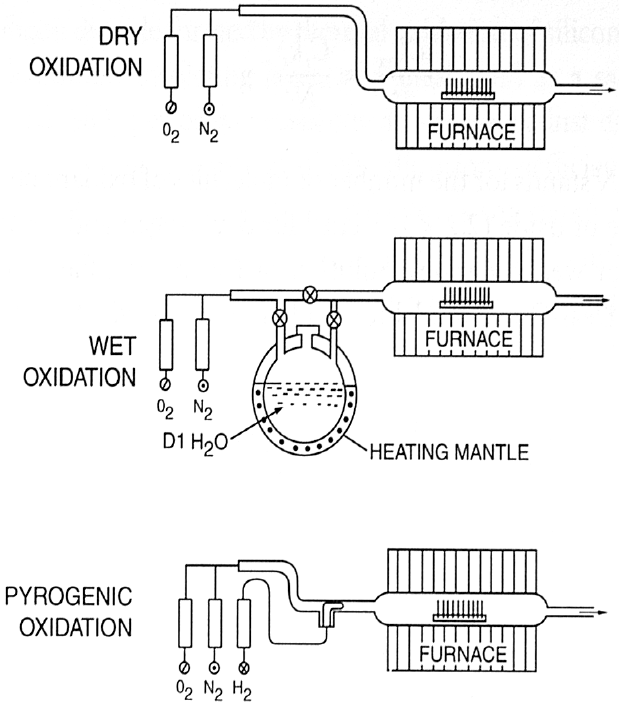 DRY
OXIDATION
O2 N2
FURNACE
WET
OXIDATION
O2 N2
FURNACE
D1 H2O
HEATING MANTLE
PYROGENIC
OXIDATION
O2 N2 H2
FURNACE